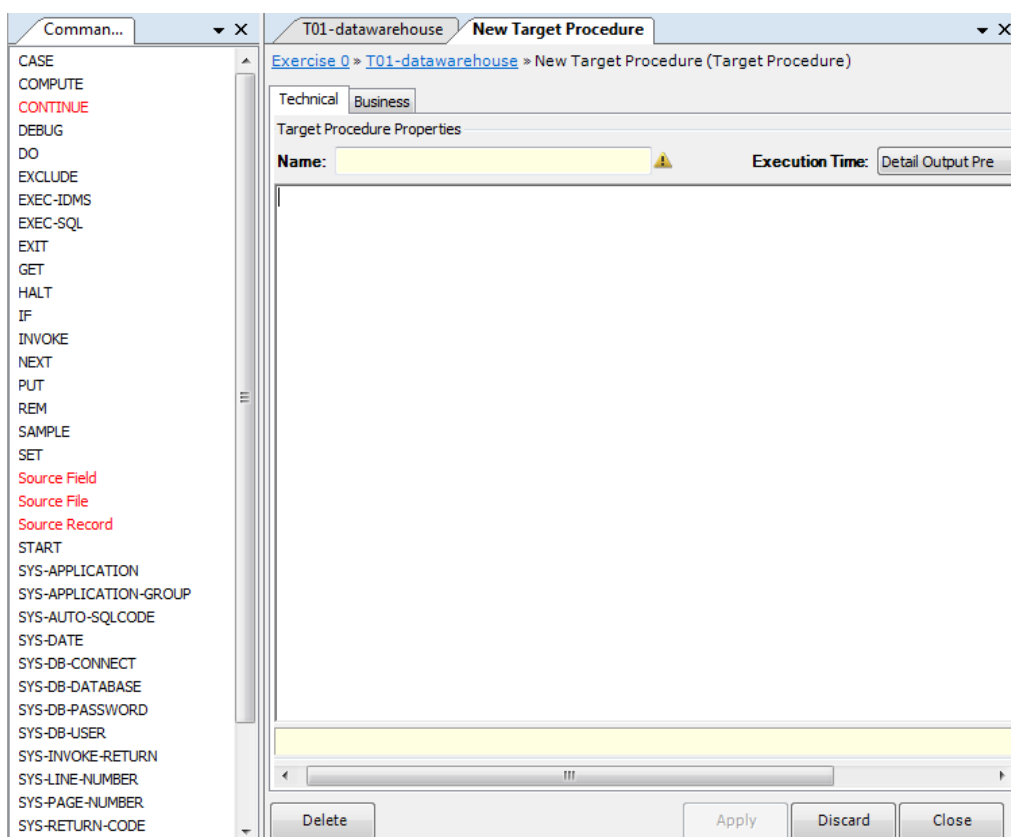 Comman...
CASE
COMPUTE
CONTINUE
DEBUG
DO
EXCLUDE
EXEC-IDMS
EXEC-SQL
EXIT
GET
HALT
IF
INVOKE
NEXT
PUT
REM
SAMPLE
SET
Source Field
Source File
Source Record
START
SYS-APPLICATION
SYS-APPLICATION-GROUP
SYS-AUTO-SQLCODE
SYS-DATE
SYS-DB-CONNECT
SYS-DB-DATABASE
SYS-DB-PASSWORD
SYS-DB-USER
SYS-INVOKE-RETURN
SYS-LINE-NUMBER
SYS-PAGE-NUMBER
SYS-RETURN-CODE
T01-datawarehouse New Target Procedure
Exercise 0 » T01-datawarehouse » New Target Procedure (Target Procedure)
Technical Business
Target Procedure Properties
Name: Execution Time: Detail Output Pre
Delete Apply Discard Close